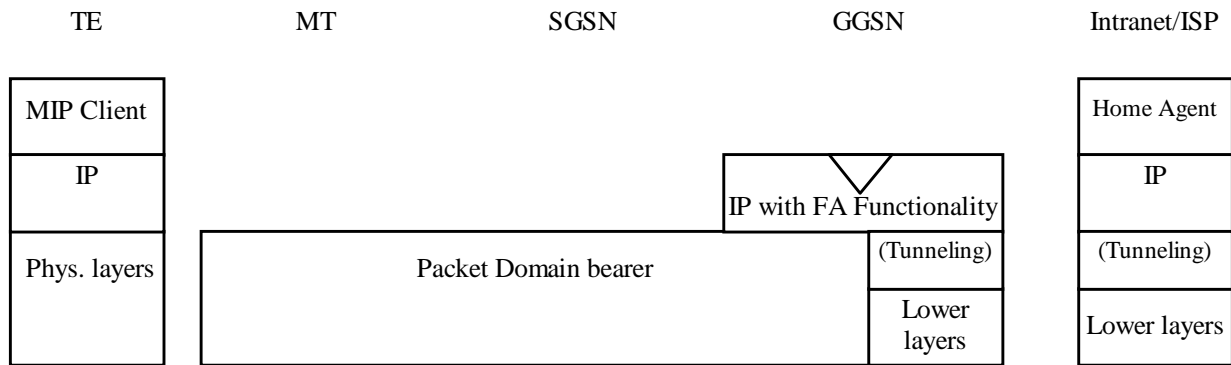 TE MT SGSN GGSN Intranet/ISP
MIP Client
Home Agent
IP
IP
IP with FA Functionality
Phys. layers
Packet Domain bearer
(Tunneling)
(Tunneling)
Lower
layers
Lower layers